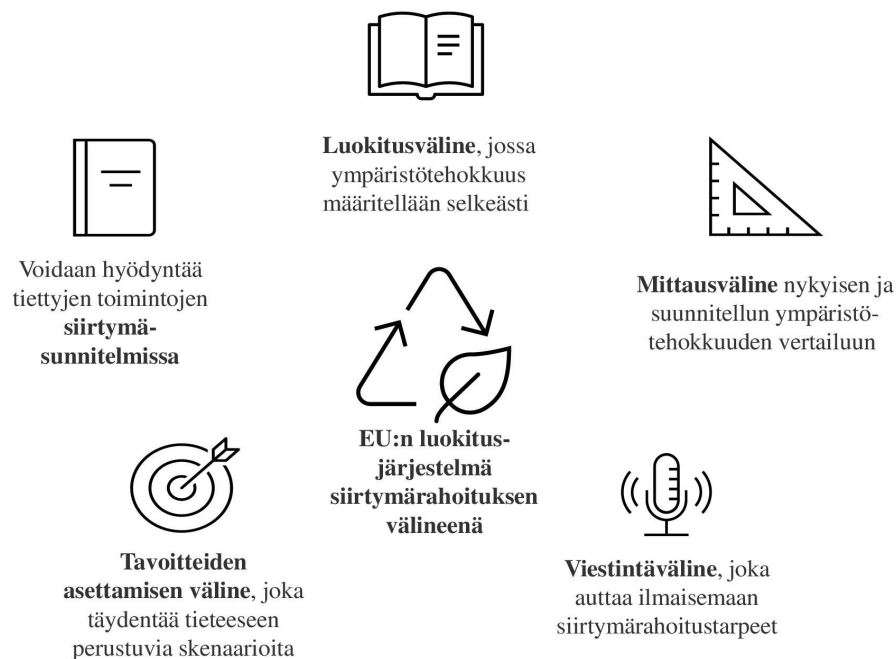 Luokitusväline, jossa
ympäristötehokkuus
määritellään selkeästi
Voidaan hyödyntää
tiettyjen toimintojen
siirtymä-
sunnitelmissa
Mittausväline nykyisen ja
suunnitellun ympäristö-
tehokkuuden vertailuun
EU:n luokitus-
järjestelmä
siirtymärahoituksen
välineenä
Tavoitteiden
asettamisen väline, joka
täydentää tieteeseen
perustuvia skenaarioita
Viestintäväline, joka
auttaa ilmaisemaan
siirtymärahoitustarpeet